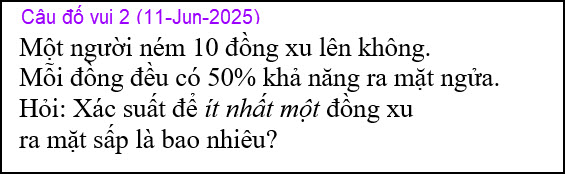 Câu đố vui 2 (11-Jun-2025)
Một người ném 10 đồng xu lên không.
Mỗi đồng đều có 50% khả năng ra mặt ngửa.
Hỏi: Xác suất để ít nhất một đồng xu
ra mặt sấp là bao nhiêu?